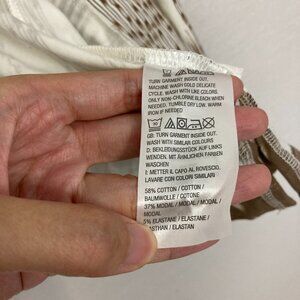 TURN GARMENT INSIDE OUT.
MACHINE WASH COLD DELICATE
CYCLE. WASH WITH LIKE COLORS.
ONLY NON-CHLORINE BLEACH WHEN
NEEDED. TUMBLE DRY LOW. WARM
IRON IF NEEDED.
GB: TURN GARMENT INSIDE OUT.
WASH WITH SIMILAR COLOURS
D: BEKLEIDUNGSSTÜCK AUF LINKS
WENDEN. MIT ÄHNLICHEN FARBEN
WASCHEN
I: METTER IL CAPO AL ROVESCIO,
LAVARE CON COLORI SIMILARI
58% COTTON / COTTON /
BAUMWOLLE / COTONE
37% MODAL / MODAL / MODAL /
MODAL
5% ELASTANE / ELASTANE /
ELASTHAN / ELASTAN